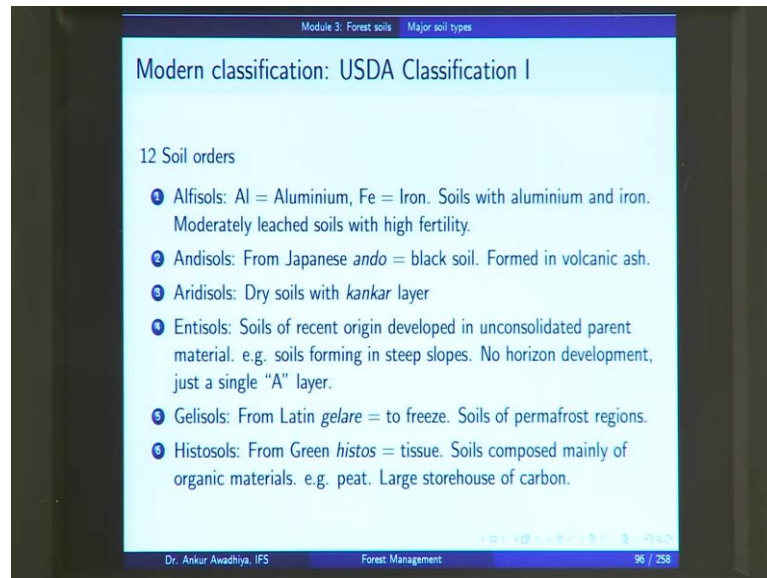 Module 3: Forest soils Major soil types
Modern classification: USDA Classification I
12 Soil orders
1 Alfisols: Al = Aluminium, Fe = Iron. Soils with aluminium and iron.
Moderately leached soils with high fertility.
2 Andisols: From Japanese ando = black soil. Formed in volcanic ash.
3 Aridisols: Dry soils with kankar layer
4 Entisols: Soils of recent origin developed in unconsolidated parent
material. e.g. soils forming in steep slopes. No horizon development,
just a single “A” layer.
5 Gelisols: From Latin gelare = to freeze. Soils of permafrost regions.
6 Histosols: From Green histos = tissue. Soils composed mainly of
organic materials. e.g. peat. Large storehouse of carbon.
Dr. Ankur Awadhiya, IFS Forest Management 96 / 258